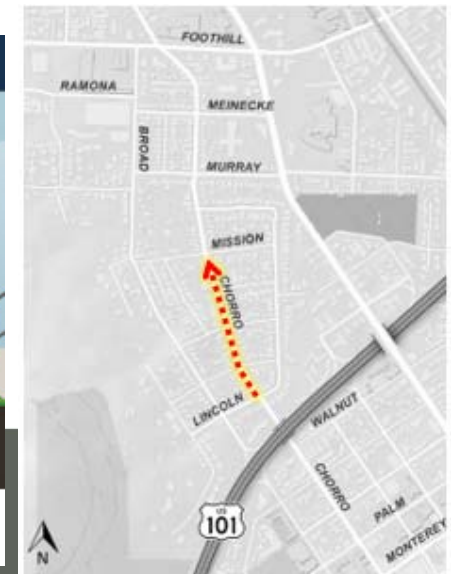 FOOTHILL
RAMONA
MEINECKE
BROAD
MURRAY
MISSION
CHORRO
LINCOLN
WALNUT
CHORRO
US
101
PALM
MONTEREY
N